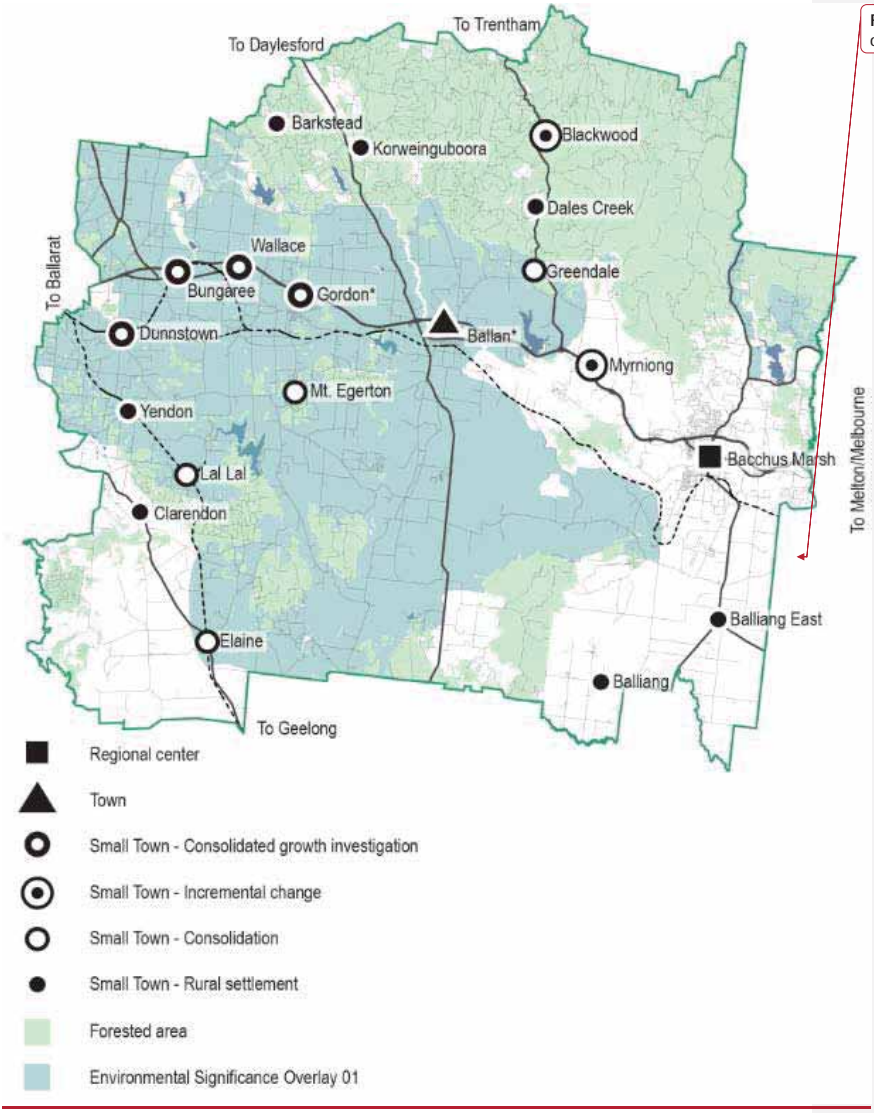 To Trentham
To Daylesford
Barkstead
Korweinguboora
Blackwood
Dales Creek
Wallace
Bungaree
Gordon*
Greendale
To Ballarat
Dunnstown
Ballan*
Myrniong
Mt. Egerton
Yendon
Lal Lal
Bacchus Marsh
To Melton/Melbourne
Clarendon
Elaine
Balliang East
Balliang
To Geelong
Regional center
Town
Small Town - Consolidated growth investigation
Small Town - Incremental change
Small Town - Consolidation
Small Town - Rural settlement
Forested area
Environmental Significance Overlay 01